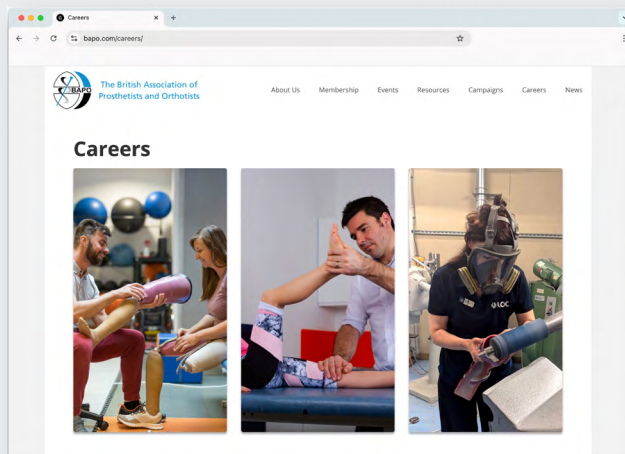 Careers
bapo.com/careers/
BAPO
The British Association of
Prosthetists and Orthotists
About Us Membership Events Resources Campaigns Careers News
Careers
LOC